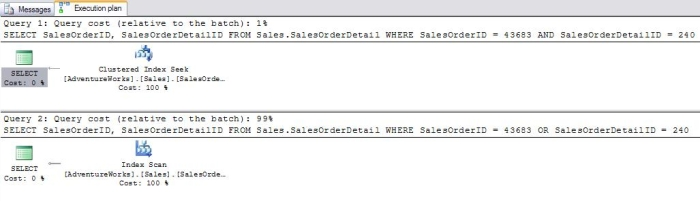 Messages Execution plan
Query 1: Query cost (relative to the batch): 1%
SELECT SalesOrderID, SalesOrderDetailID FROM Sales.SalesOrderDetail WHERE SalesOrderID = 43683 AND SalesOrderDetailID = 240
SELECT
Cost: 0 %
Clustered Index Seek
[AdventureWorks].[Sales].[SalesOrde…
Cost: 100 %
Query 2: Query cost (relative to the batch): 99%
SELECT SalesOrderID, SalesOrderDetailID FROM Sales.SalesOrderDetail WHERE SalesOrderID = 43683 OR SalesOrderDetailID = 240
SELECT
Cost: 0 %
Index Scan
[AdventureWorks].[Sales].[SalesOrde…
Cost: 100 %